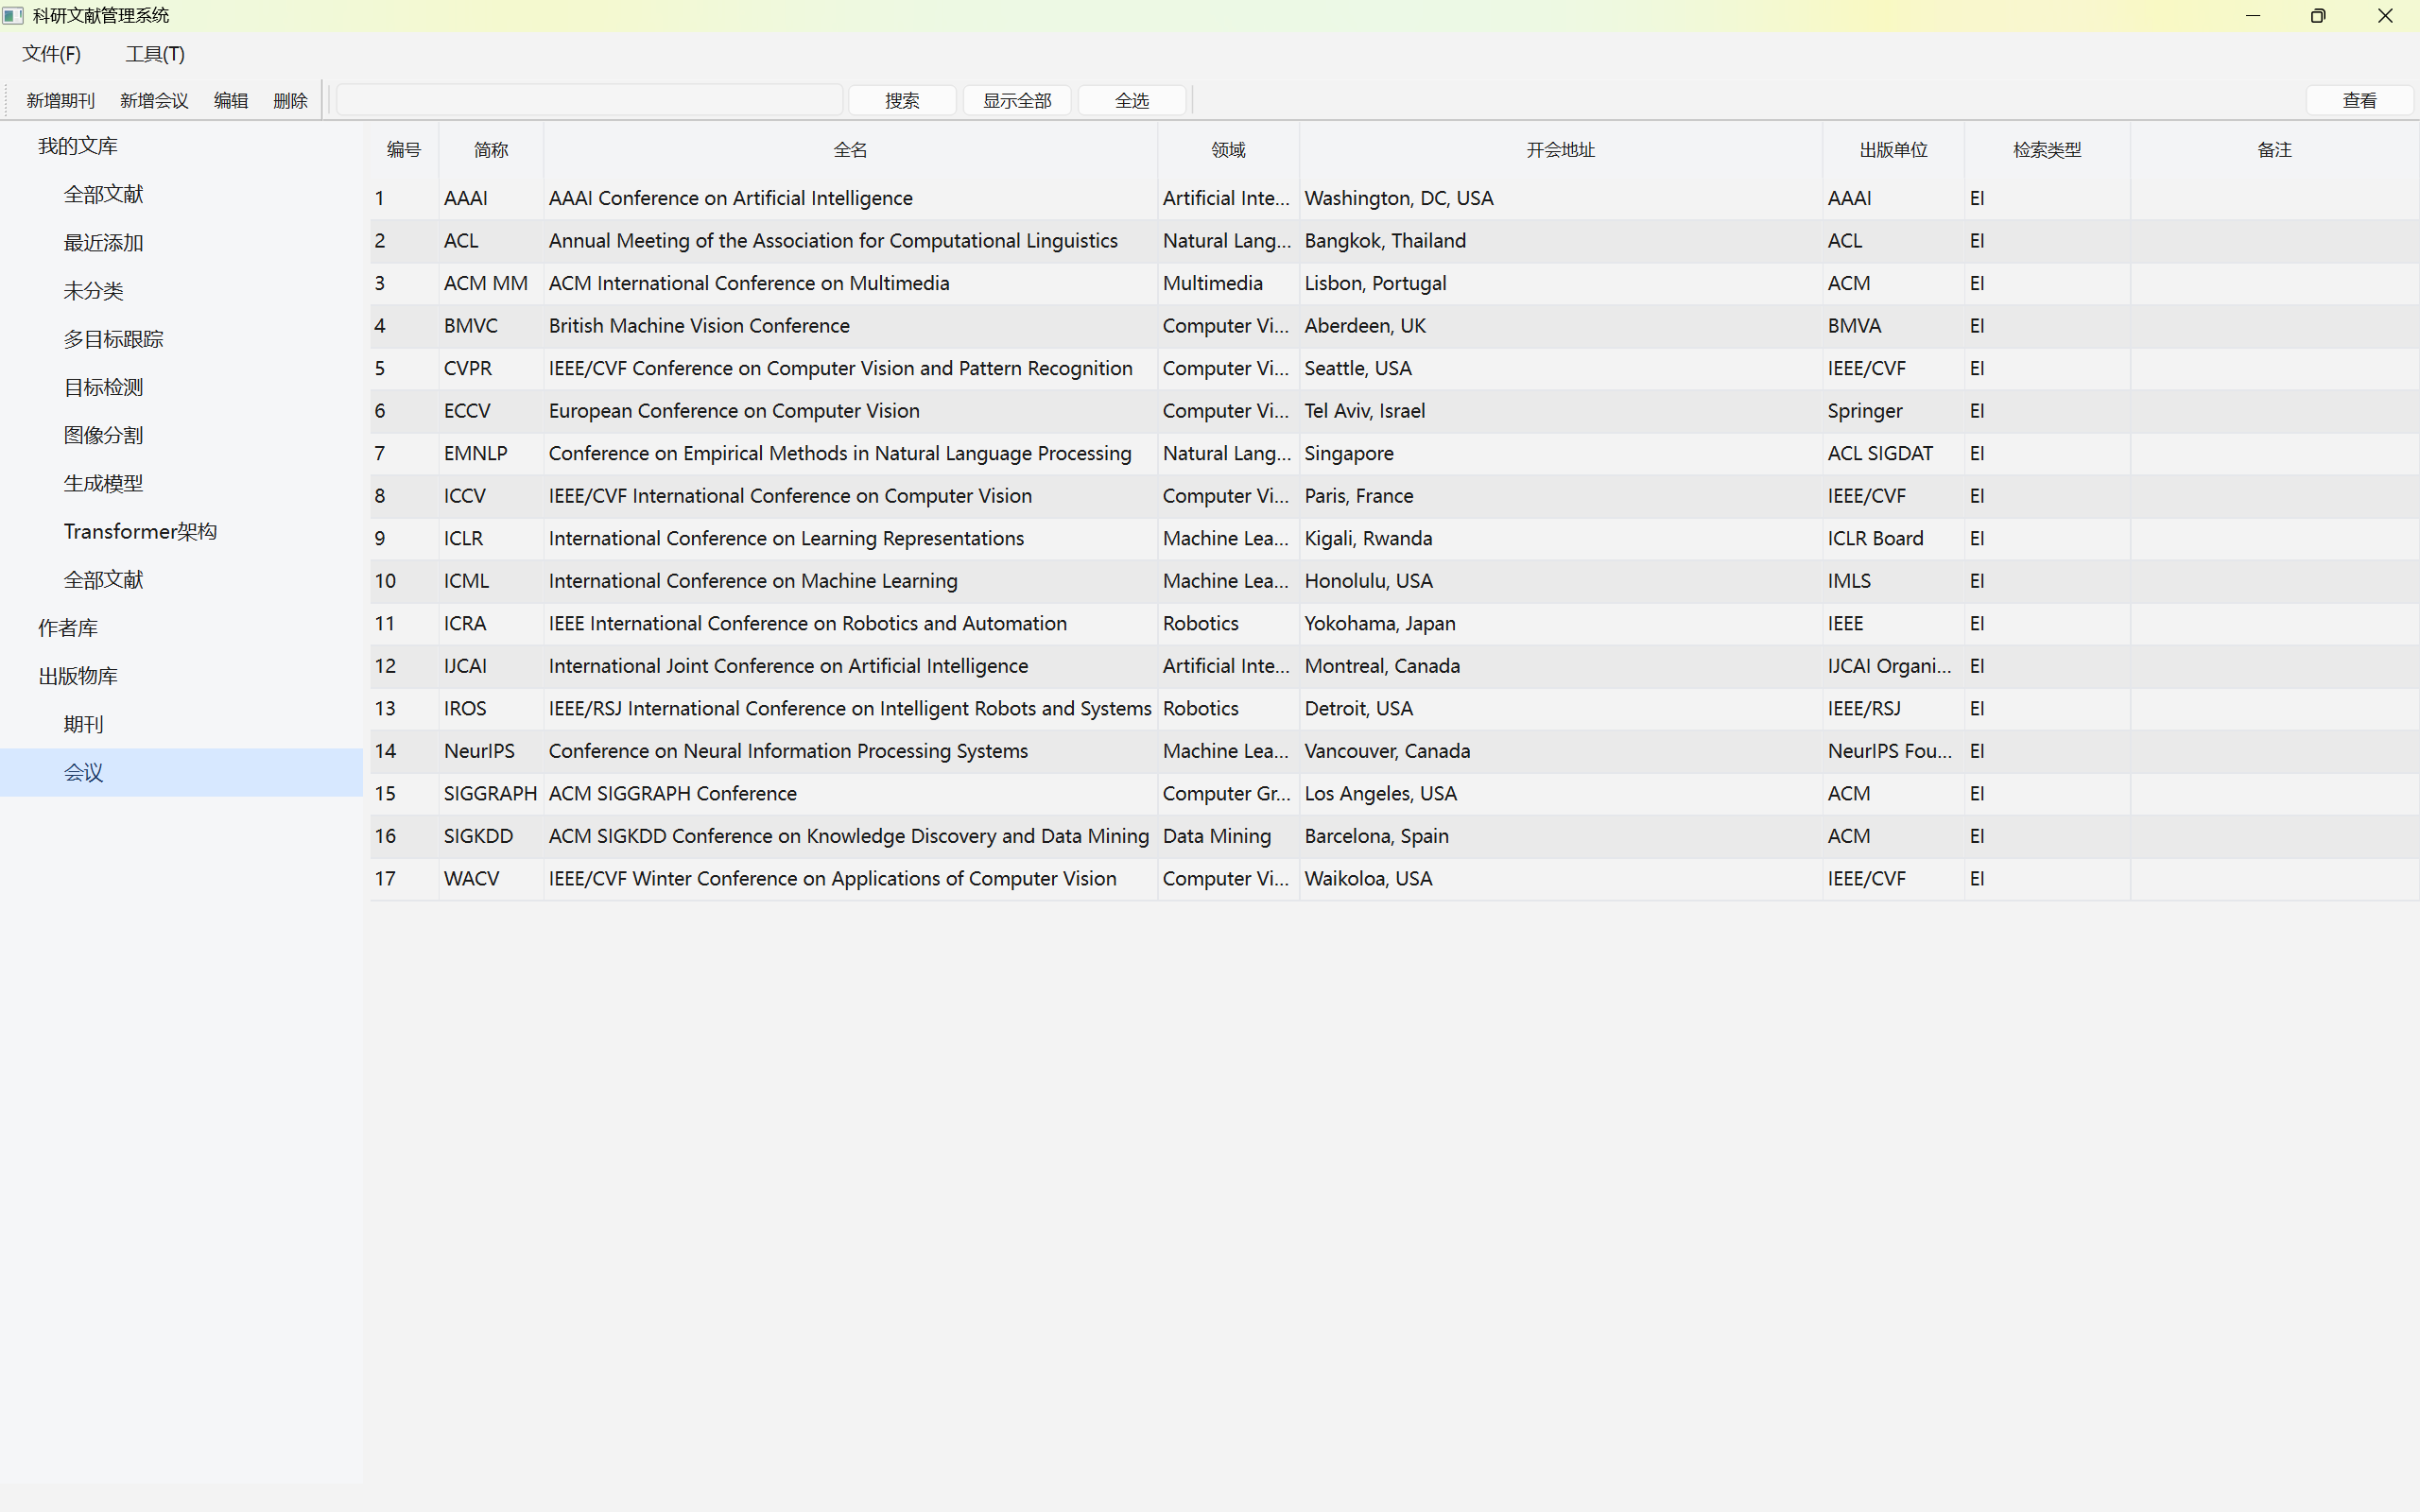 科研文献管理系统
文件(F) 工具(T)
新增期刊 新增会议 编辑 删除 搜索 显示全部 全选 查看
我的文库
全部文献
最近添加
未分类
多目标跟踪
目标检测
图像分割
生成模型
Transformer架构
全部文献
作者库
出版物库
期刊
会议
编号 简称 全名 领域 开会地址 出版单位 检索类型 备注
1 AAAI AAAI Conference on Artificial Intelligence Artificial Inte... Washington, DC, USA AAAI EI
2 ACL Annual Meeting of the Association for Computational Linguistics Natural Lang... Bangkok, Thailand ACL EI
3 ACM MM ACM International Conference on Multimedia Multimedia Lisbon, Portugal ACM EI
4 BMVC British Machine Vision Conference Computer Vi... Aberdeen, UK BMVA EI
5 CVPR IEEE/CVF Conference on Computer Vision and Pattern Recognition Computer Vi... Seattle, USA IEEE/CVF EI
6 ECCV European Conference on Computer Vision Computer Vi... Tel Aviv, Israel Springer EI
7 EMNLP Conference on Empirical Methods in Natural Language Processing Natural Lang... Singapore ACL SIGDAT EI
8 ICCV IEEE/CVF International Conference on Computer Vision Computer Vi... Paris, France IEEE/CVF EI
9 ICLR International Conference on Learning Representations Machine Lea... Kigali, Rwanda ICLR Board EI
10 ICML International Conference on Machine Learning Machine Lea... Honolulu, USA IMLS EI
11 ICRA IEEE International Conference on Robotics and Automation Robotics Yokohama, Japan IEEE EI
12 IJCAI International Joint Conference on Artificial Intelligence Artificial Inte... Montreal, Canada IJCAI Organi... EI
13 IROS IEEE/RSJ International Conference on Intelligent Robots and Systems Robotics Detroit, USA IEEE/RSJ EI
14 NeurIPS Conference on Neural Information Processing Systems Machine Lea... Vancouver, Canada NeurIPS Fou... EI
15 SIGGRAPH ACM SIGGRAPH Conference Computer Gr... Los Angeles, USA ACM EI
16 SIGKDD ACM SIGKDD Conference on Knowledge Discovery and Data Mining Data Mining Barcelona, Spain ACM EI
17 WACV IEEE/CVF Winter Conference on Applications of Computer Vision Computer Vi... Waikoloa, USA IEEE/CVF EI